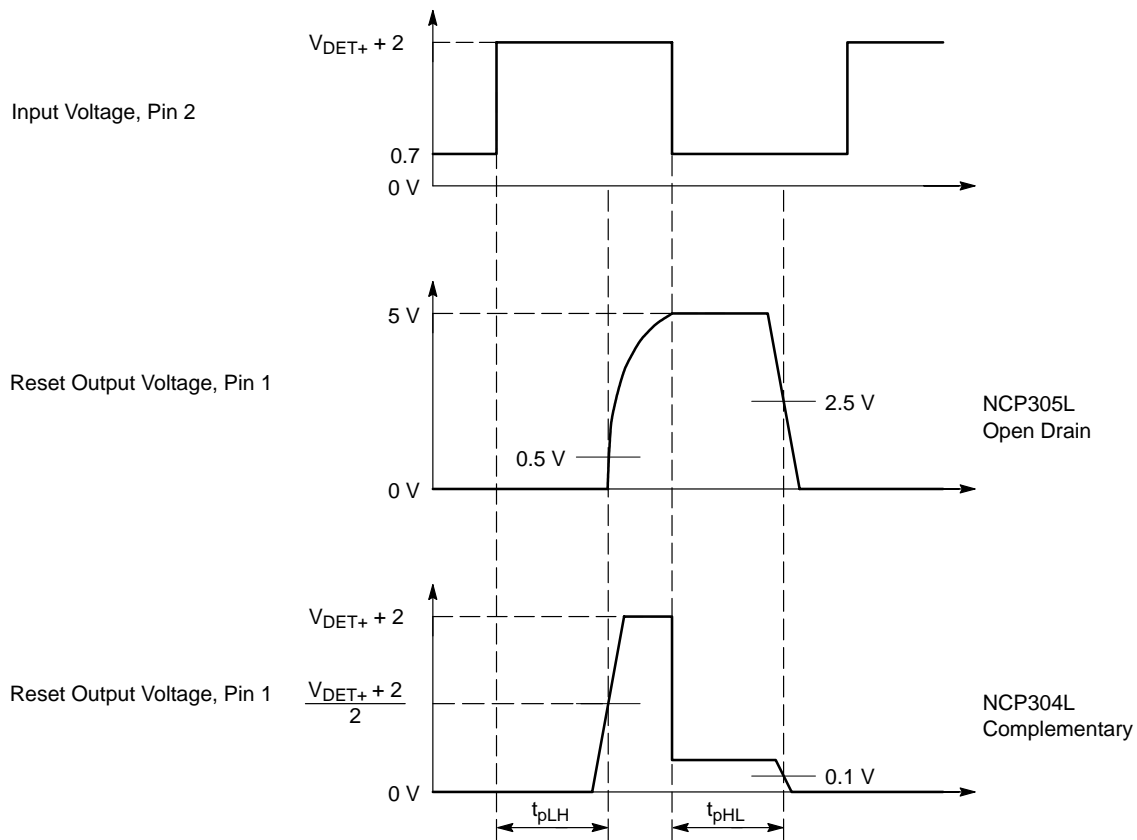 V_DET+ + 2
Input Voltage, Pin 2
0.7
0 V
5 V
Reset Output Voltage, Pin 1
2.5 V
NCP305L
Open Drain
0.5 V
0 V
V_DET+ + 2
Reset Output Voltage, Pin 1
V_DET+ + 2
2
NCP304L
Complementary
0.1 V
0 V
t_pLH
t_pHL